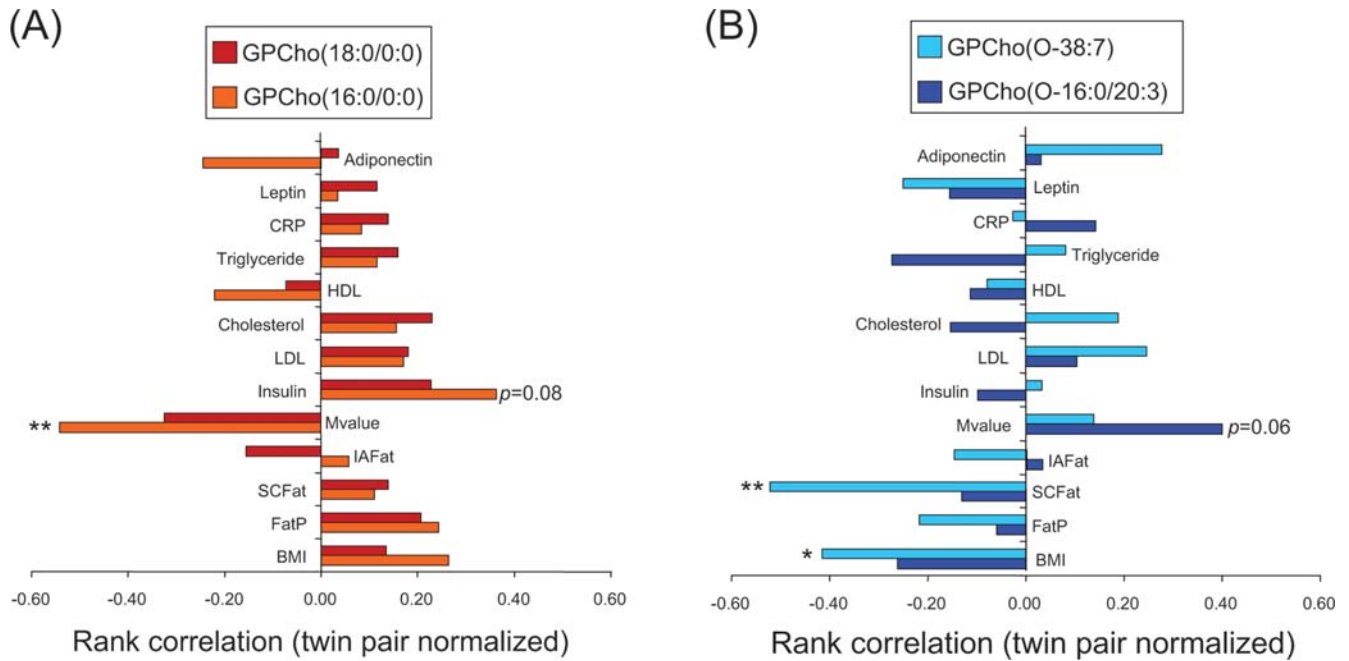 (A)
GPCho(18:0/0:0)
GPCho(16:0/0:0)
Adiponectin
Leptin
CRP
Triglyceride
HDL
Cholesterol
LDL
Insulin
p=0.08
Mvalue
**
IAFat
SCFat
FatP
BMI
-0.60 -0.40 -0.20 0.00 0.20 0.40 0.60
Rank correlation (twin pair normalized)
(B)
GPCho(O-38:7)
GPCho(O-16:0/20:3)
Adiponectin
Leptin
CRP
Triglyceride
HDL
Cholesterol
LDL
Insulin
Mvalue
p=0.06
IAFat
** SCFat
FatP
* BMI
-0.60 -0.40 -0.20 0.00 0.20 0.40 0.60
Rank correlation (twin pair normalized)